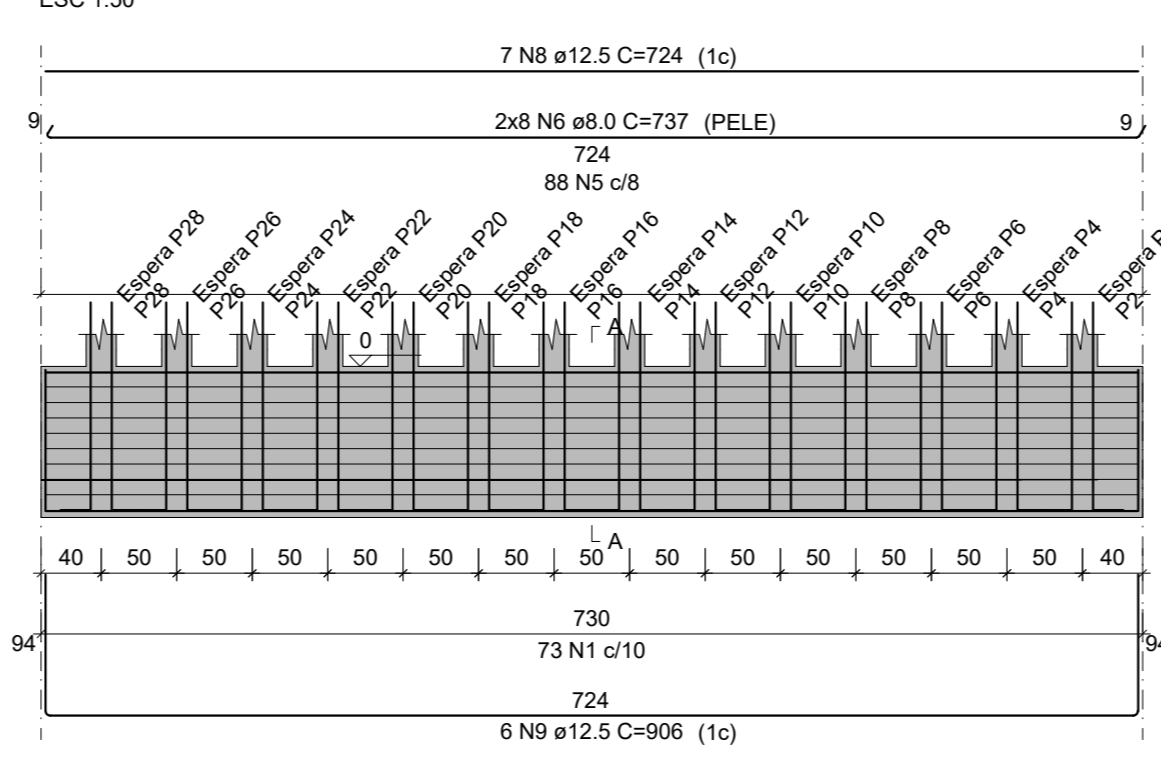 ESC 1:50
7 N8 ø12.5 C=724 (1c)
9
2x8 N6 ø8.0 C=737 (PELE)
9
724
88 N5 c/8
Espera P28
P28
Espera P26
P26
Espera P24
P24
Espera P22
P22
Espera P20
P20
Espera P18
P18
Espera P16
P16
Espera P14
P14
Espera P12
P12
Espera P10
P10
Espera P8
P8
Espera P6
P6
Espera P4
P4
Espera P
P2
0
A
A
40 50 50 50 50 50 50 50 50 50 50 50 50 50 40
730
94
73 N1 c/10
94
724
6 N9 ø12.5 C=906 (1c)